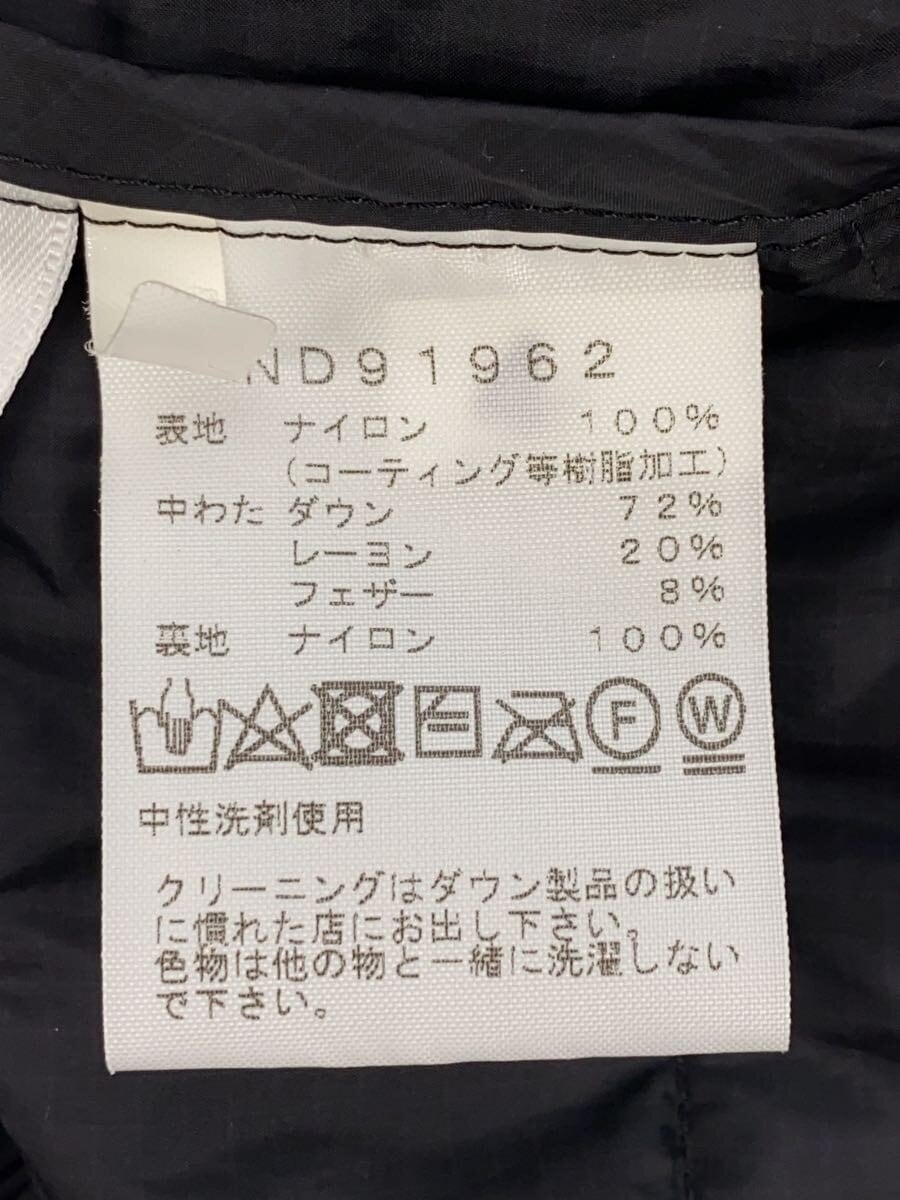 ND91962
表地 ナイロン 100%
(コーティング等樹脂加工)
中わた ダウン 72%
レーヨン 20%
フェザー 8%
裏地 ナイロン 100%
F W
中性洗剤使用
クリーニングはダウン製品の扱い
に慣れた店にお出し下さい。
色物は他の物と一緒に洗濯しない
で下さい。